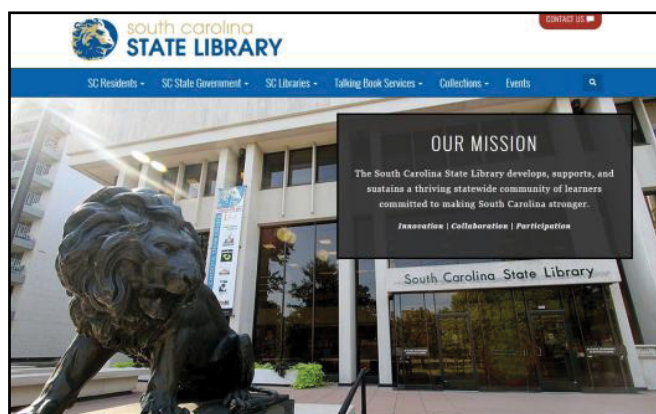 CONTACT US
south carolina
STATE LIBRARY
SC Residents
SC State Government
SC Libraries
Talking Book Services
Collections
Events
OUR MISSION
The South Carolina State Library develops, supports, and
sustains a thriving statewide community of learners
committed to making South Carolina stronger.
Innovation | Collaboration | Participation
South Carolina State Library